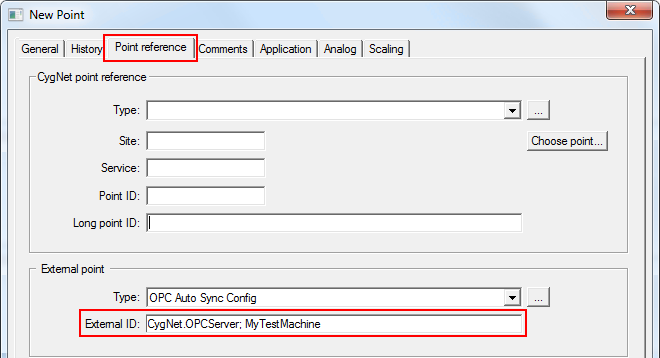 New Point
General History Point reference Comments Application Analog Scaling
CygNet point reference
Type: ...
Site: Choose point...
Service:
Point ID:
Long point ID:
External point
Type: OPC Auto Sync Config ...
External ID: CygNet.OPCServer; MyTestMachine